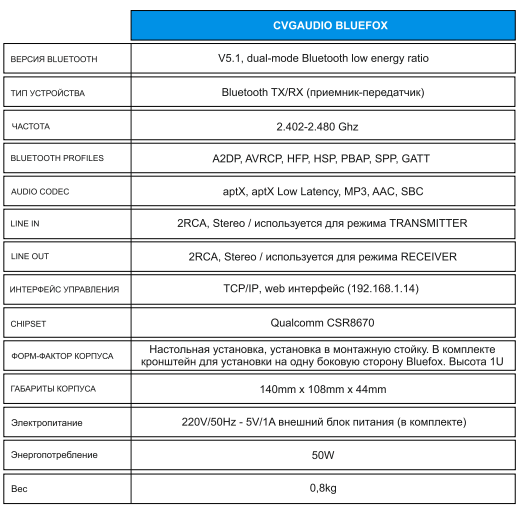 CVGAUDIO BLUEFOX
ВЕРСИЯ BLUETOOTH
V5.1, dual-mode Bluetooth low energy ratio
ТИП УСТРОЙСТВА
Bluetooth TX/RX (приемник-передатчик)
ЧАСТОТА
2.402-2.480 Ghz
BLUETOOTH PROFILES
A2DP, AVRCP, HFP, HSP, PBAP, SPP, GATT
AUDIO CODEC
aptX, aptX Low Latency, MP3, AAC, SBC
LINE IN
2RCA, Stereo / используется для режима TRANSMITTER
LINE OUT
2RCA, Stereo / используется для режима RECEIVER
ИНТЕРФЕЙС УПРАВЛЕНИЯ
TCP/IP, web интерфейс (192.168.1.14)
CHIPSET
Qualcomm CSR8670
ФОРМ-ФАКТОР КОРПУСА
Настольная установка, установка в монтажную стойку. В комплекте
кронштейн для установки на одну боковую сторону Bluefox. Высота 1U
ГАБАРИТЫ КОРПУСА
140mm x 108mm x 44mm
Электропитание
220V/50Hz - 5V/1A внешний блок питания (в комплекте)
Энергопотребление
50W
Вес
0,8kg